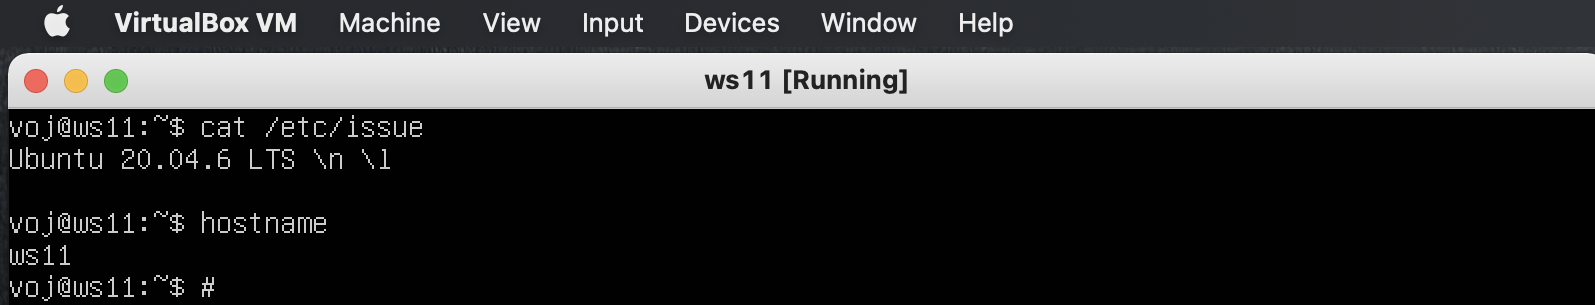 VirtualBox VM Machine View Input Devices Window Help
ws11 [Running]
voj@ws11:~$ cat /etc/issue
Ubuntu 20.04.6 LTS \n \l
voj@ws11:~$ hostname
ws11
voj@ws11:~$ #